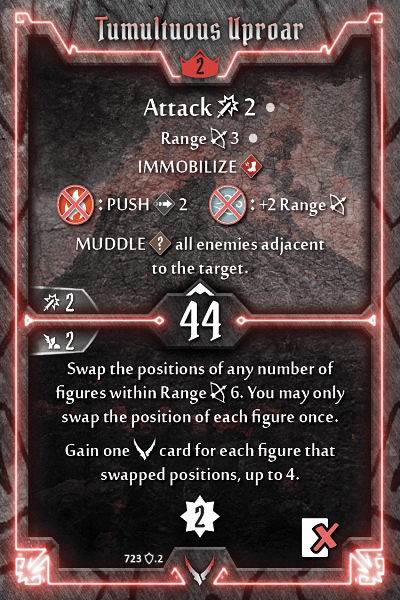 Tumultuous Uproar
2
Attack 2
Range 3
IMMOBILIZE
: PUSH 2 : +2 Range
MUDDLE ? all enemies adjacent
to the target.
2
44
2
Swap the positions of any number of
figures within Range 6. You may only
swap the position of each figure once.
Gain one card for each figure that
swapped positions, up to 4.
2
723 .2